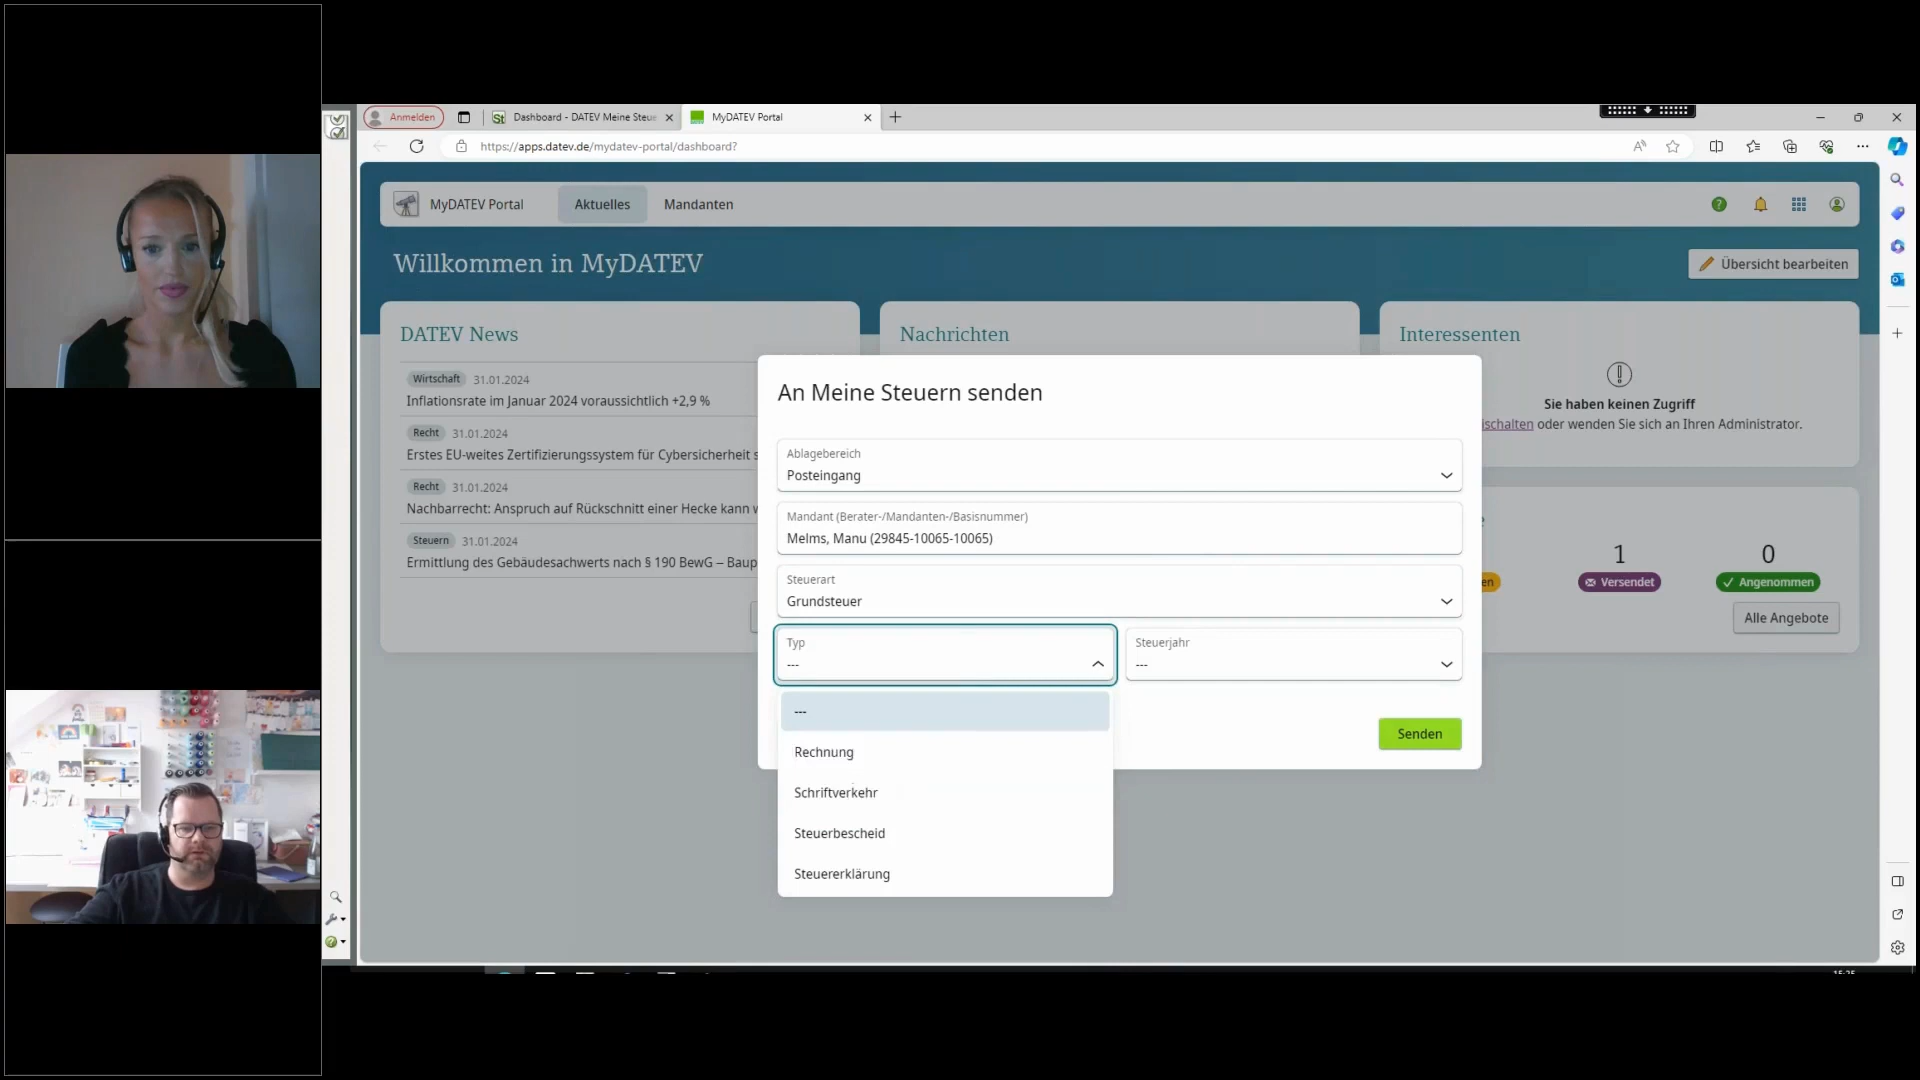 Anmelden
Dashboard - DATEV Meine Steue
MyDATEV Portal
https://apps.datev.de/mydatev-portal/dashboard?
MyDATEV Portal
Aktuelles
Mandanten
Willkommen in MyDATEV
Übersicht bearbeiten
DATEV News
Wirtschaft 31.01.2024
Inflationsrate im Januar 2024 voraussichtlich +2,9 %
Recht 31.01.2024
Erstes EU-weites Zertifizierungssystem für Cybersicherheit s
Recht 31.01.2024
Nachbarrecht: Anspruch auf Rückschnitt einer Hecke kann v
Steuern 31.01.2024
Ermittlung des Gebäudesachwerts nach § 190 BewG – Baup
Nachrichten
Interessenten
Sie haben keinen Zugriff
ischalten oder wenden Sie sich an Ihren Administrator.
1
0
en
Versendet
Angenommen
Alle Angebote
An Meine Steuern senden
Ablagebereich
Posteingang
Mandant (Berater-/Mandanten-/Basisnummer)
Melms, Manu (29845-10065-10065)
Steuerart
Grundsteuer
Typ
---
Steuerjahr
---
---
Rechnung
Schriftverkehr
Steuerbescheid
Steuererklärung
Senden